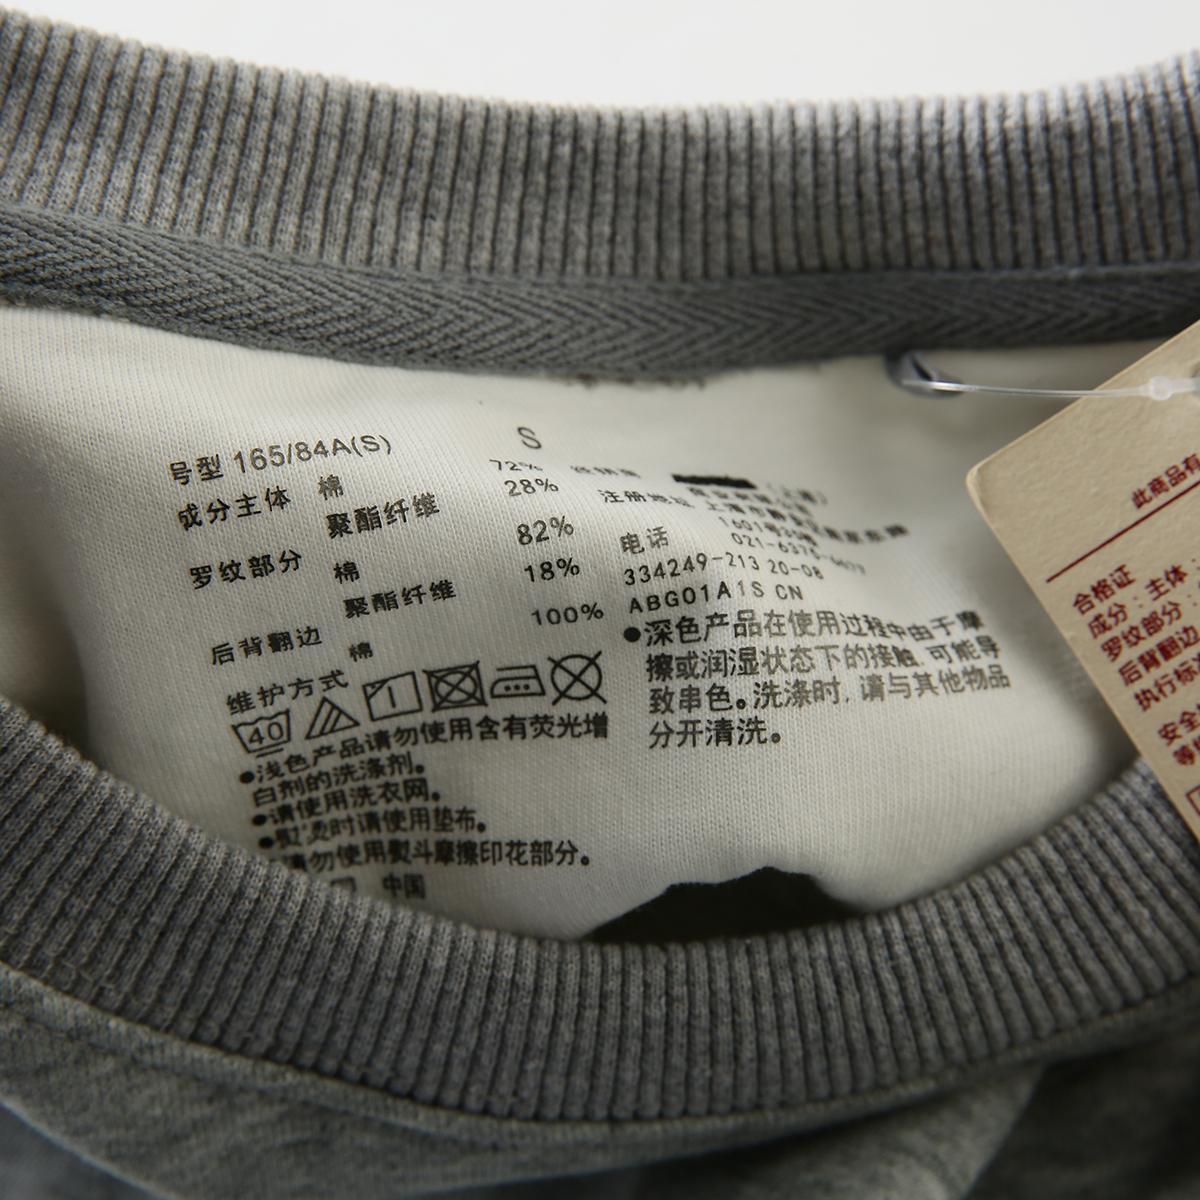 号型 165/84A(S)
S
成分主体 棉 72%
聚酯纤维 28%
罗纹部分 棉 82%
聚酯纤维 18%
后背翻边 棉 100%
维护方式
40
●浅色产品请勿使用含有荧光增
白剂的洗涤剂。
●请使用洗衣网。
●熨烫时请使用垫布。
请勿使用熨斗摩擦印花部分。
中国
注册地址
电话 021-6375-
334249-213 20-08
ABG01A1S CN
●深色产品在使用过程中由于摩
擦或润湿状态下的接触,可能导
致串色。洗涤时,请与其他物品
分开清洗。
此商品有
合格证
成分:主体:
罗纹部分:
后背翻边
执行标准
安全
等级